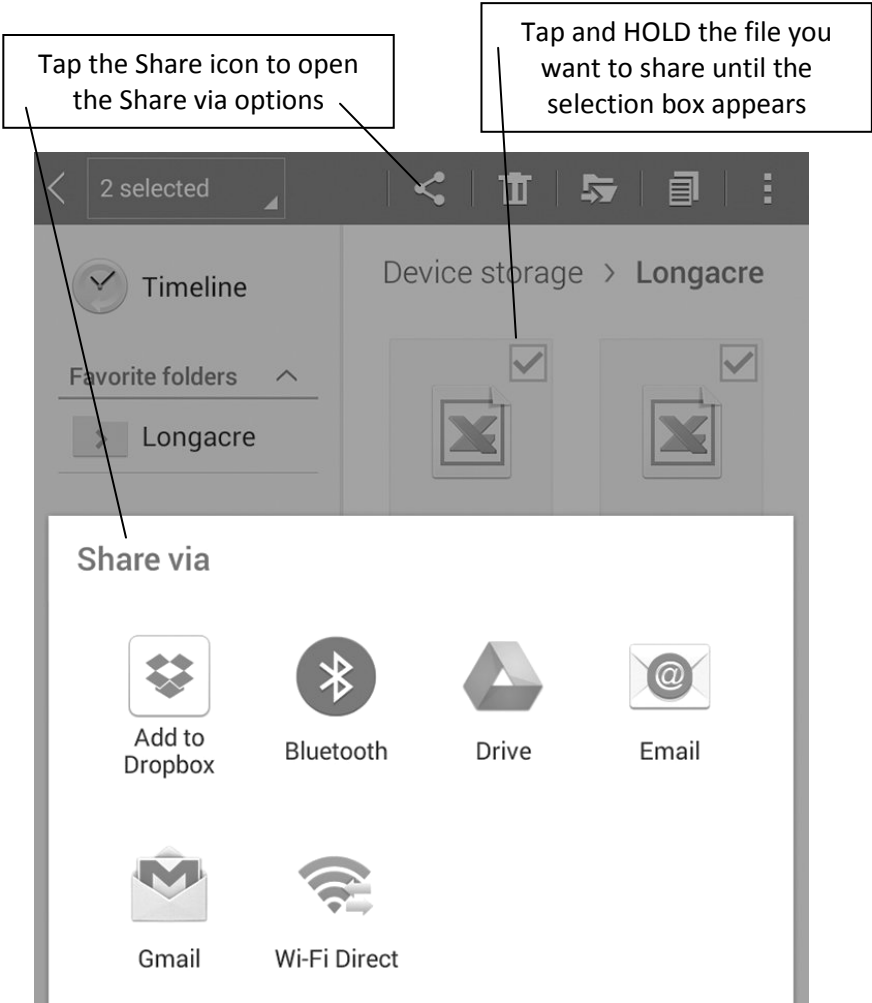 Tap and HOLD the file you
want to share until the
selection box appears
Tap the Share icon to open
the Share via options
2 selected
Timeline
Device storage > Longacre
Favorite folders
Longacre
Share via
Add to
Dropbox
Bluetooth
Drive
Email
Gmail
Wi-Fi Direct